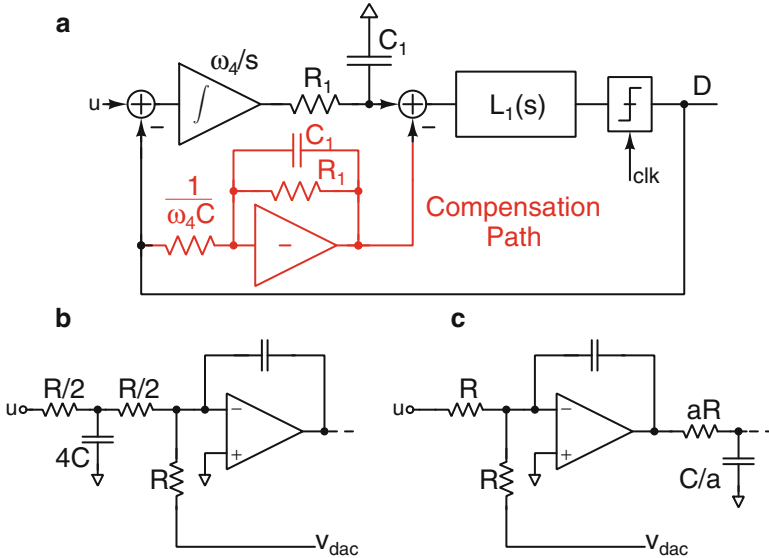 a
ω4/s
C1
R1
u
+
−
∫
+
−
L1(s)
D
clk
C1
R1
1
ω4C
−
Compensation
Path
b
R/2
R/2
u
4C
−
+
R
vdac
c
R
u
−
+
aR
C/a
R
vdac